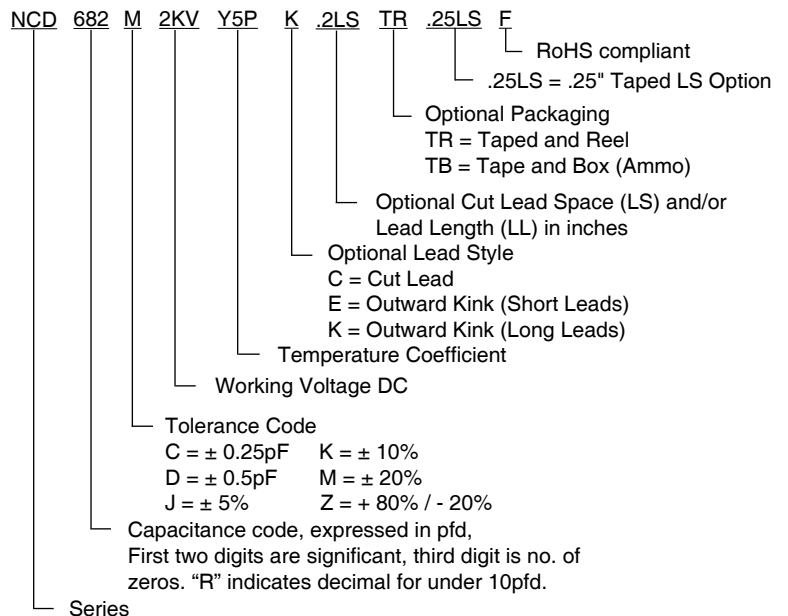 NCD 682 M 2KV Y5P K .2LS TR .25LS F
RoHS compliant
.25LS = .25" Taped LS Option
Optional Packaging
TR = Taped and Reel
TB = Tape and Box (Ammo)
Optional Cut Lead Space (LS) and/or
Lead Length (LL) in inches
Optional Lead Style
C = Cut Lead
E = Outward Kink (Short Leads)
K = Outward Kink (Long Leads)
Temperature Coefficient
Working Voltage DC
Tolerance Code
C = ± 0.25pF K = ± 10%
D = ± 0.5pF M = ± 20%
J = ± 5% Z = + 80% / - 20%
Capacitance code, expressed in pfd,
First two digits are significant, third digit is no. of
zeros. “R” indicates decimal for under 10pfd.
Series